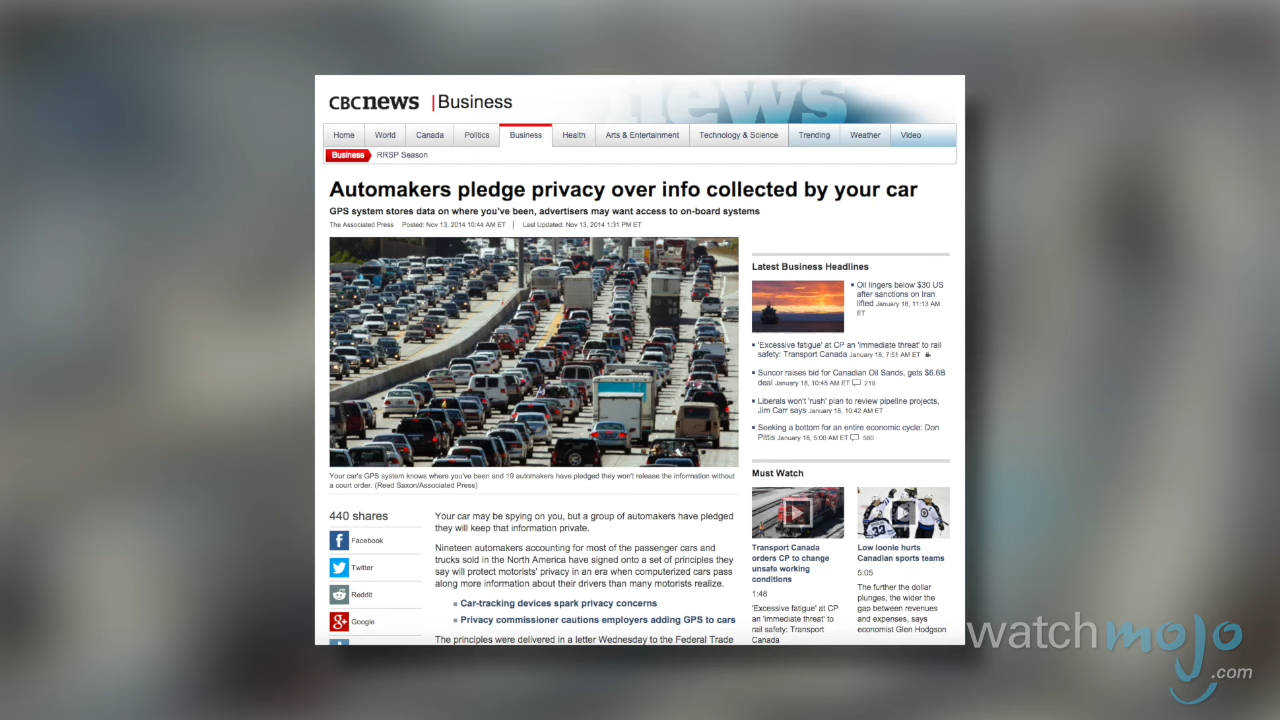 CBCnews | Business
news
Home World Canada Politics Business Health Arts & Entertainment Technology & Science Trending Weather Video
Business RRSP Season
Automakers pledge privacy over info collected by your car
GPS system stores data on where you've been, advertisers may want access to on-board systems
The Associated Press Posted: Nov 13, 2014 10:44 AM ET | Last Updated: Nov 13, 2014 1:31 PM ET
Your car's GPS system knows where you've been and 19 automakers have pledged they won't release the information without
a court order. (Reed Saxon/Associated Press)
440 shares
Facebook
Twitter
Reddit
Google
Your car may be spying on you, but a group of automakers have pledged
they will keep that information private.
Nineteen automakers accounting for most of the passenger cars and
trucks sold in the North America have signed onto a set of principles they
say will protect motorists' privacy in an era when computerized cars pass
along more information about their drivers than many motorists realize.
Car-tracking devices spark privacy concerns
Privacy commissioner cautions employers adding GPS to cars
The principles were delivered in a letter Wednesday to the Federal Trade
Latest Business Headlines
Oil lingers below $30 US
after sanctions on Iran
lifted January 18, 11:13 AM
ET
'Excessive fatigue' at CP an 'immediate threat' to rail
safety: Transport Canada January 18, 7:51 AM ET
Suncor raises bid for Canadian Oil Sands, gets $6.6B
deal January 18, 10:45 AM ET 219
Liberals won't 'rush' plan to review pipeline projects,
Jim Carr says January 18, 10:42 AM ET
Seeking a bottom for an entire economic cycle: Don
Pittis January 18, 5:00 AM ET 560
Must Watch
Transport Canada
orders CP to change
unsafe working
conditions
1:48
'Excessive fatigue' at CP
an 'immediate threat' to
rail safety: Transport
Canada
Low loonie hurts
Canadian sports teams
5:05
The further the dollar
plunges, the wider the
gap between revenues
and expenses, says
economist Glen Hodgson
watchmojo
.com